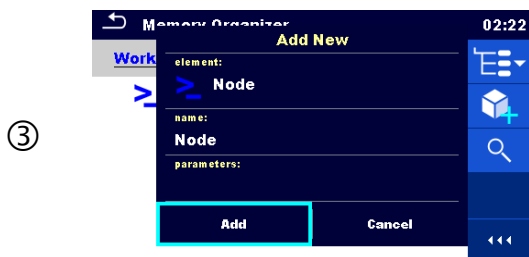 Memory Organizer
02:22
Add New
Work
element:
Node
name:
Node
③
parameters:
Add
Cancel